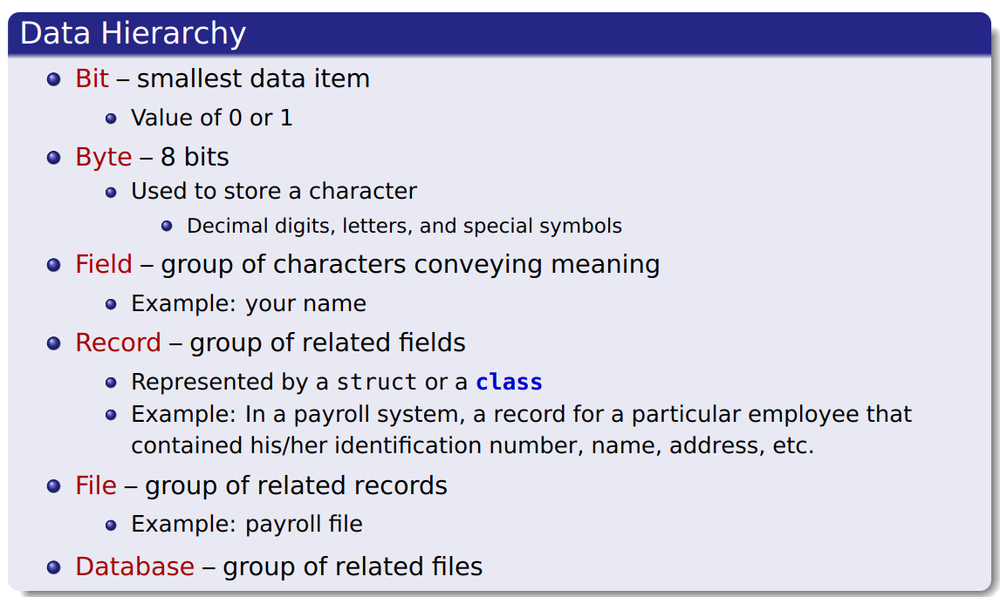 Data Hierarchy
Bit – smallest data item
Value of 0 or 1
Byte – 8 bits
Used to store a character
Decimal digits, letters, and special symbols
Field – group of characters conveying meaning
Example: your name
Record – group of related fields
Represented by a struct or a class
Example: In a payroll system, a record for a particular employee that
contained his/her identification number, name, address, etc.
File – group of related records
Example: payroll file
Database – group of related files